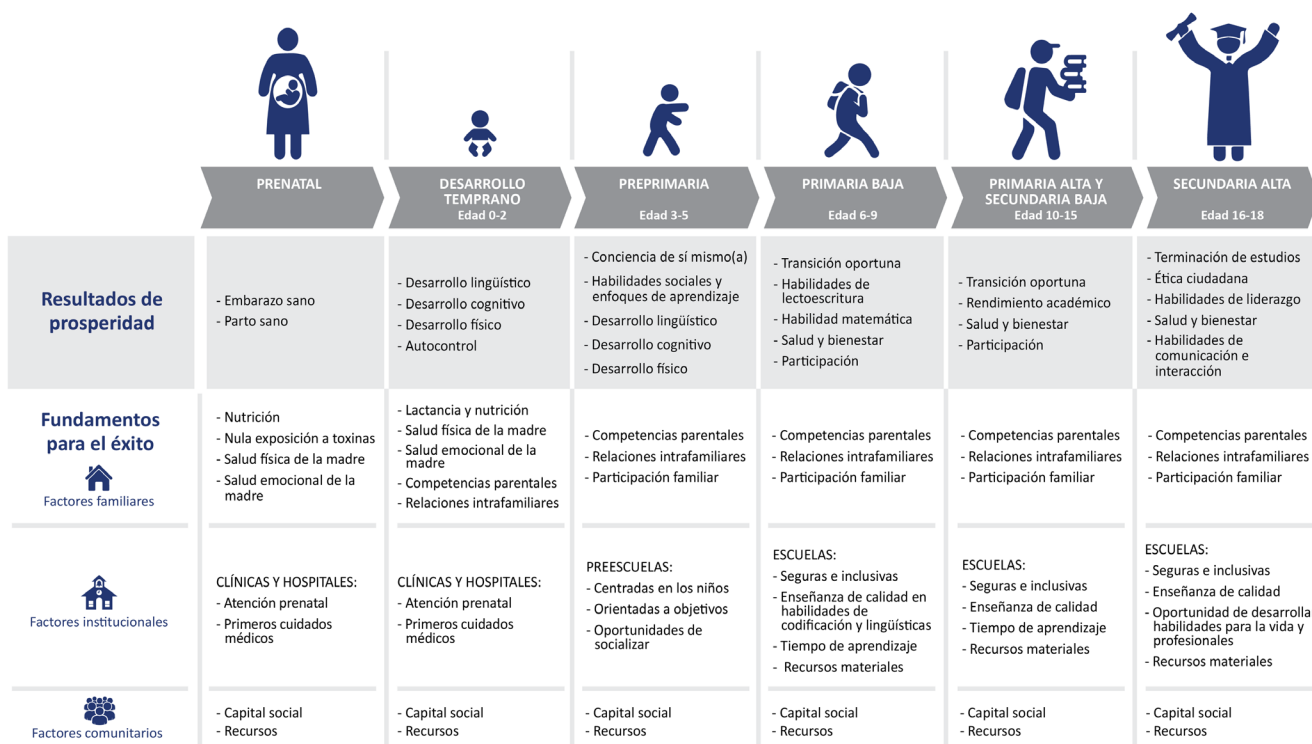 PRENATAL
DESARROLLO
TEMPRANO
Edad 0-2
PREPRIMARIA
Edad 3-5
PRIMARIA BAJA
Edad 6-9
PRIMARIA ALTA Y
SECUNDARIA BAJA
Edad 10-15
SECUNDARIA ALTA
Edad 16-18
Resultados de
prosperidad
- Embarazo sano
- Parto sano
- Desarrollo lingüístico
- Desarrollo cognitivo
- Desarrollo físico
- Autocontrol
- Conciencia de sí mismo(a)
- Habilidades sociales y
enfoques de aprendizaje
- Desarrollo lingüístico
- Desarrollo cognitivo
- Desarrollo físico
- Transición oportuna
- Habilidades de
lectoescritura
- Habilidad matemática
- Salud y bienestar
- Participación
- Transición oportuna
- Rendimiento académico
- Salud y bienestar
- Participación
- Terminación de estudios
- Ética ciudadana
- Habilidades de liderazgo
- Salud y bienestar
- Habilidades de
comunicación e
interacción
Fundamentos
para el éxito
Factores familiares
- Nutrición
- Nula exposición a toxinas
- Salud física de la madre
- Salud emocional de la
madre
- Lactancia y nutrición
- Salud física de la madre
- Salud emocional de la
madre
- Competencias parentales
- Relaciones intrafamiliares
- Competencias parentales
- Relaciones intrafamiliares
- Participación familiar
- Competencias parentales
- Relaciones intrafamiliares
- Participación familiar
- Competencias parentales
- Relaciones intrafamiliares
- Participación familiar
- Competencias parentales
- Relaciones intrafamiliares
- Participación familiar
Factores institucionales
CLÍNICAS Y HOSPITALES:
- Atención prenatal
- Primeros cuidados
médicos
CLÍNICAS Y HOSPITALES:
- Atención prenatal
- Primeros cuidados
médicos
PREESCUELAS:
- Centradas en los niños
- Orientadas a objetivos
- Oportunidades de
socializar
ESCUELAS:
- Seguras e inclusivas
- Enseñanza de calidad en
habilidades de
codificación y lingüísticas
- Tiempo de aprendizaje
- Recursos materiales
ESCUELAS:
- Seguras e inclusivas
- Enseñanza de calidad
- Tiempo de aprendizaje
- Recursos materiales
ESCUELAS:
- Seguras e inclusivas
- Enseñanza de calidad
- Oportunidad de desarrolla
habilidades para la vida y
profesionales
- Recursos materiales
Factores comunitarios
- Capital social
- Recursos
- Capital social
- Recursos
- Capital social
- Recursos
- Capital social
- Recursos
- Capital social
- Recursos
- Capital social
- Recursos